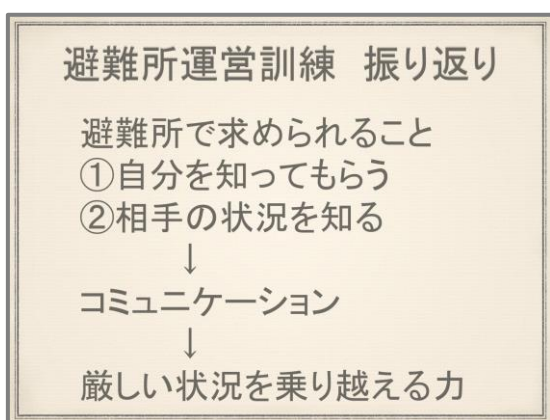 避難所運営訓練　振り返り
避難所で求められること
①自分を知ってもらう
②相手の状況を知る
↓
コミュニケーション
↓
厳しい状況を乗り越える力